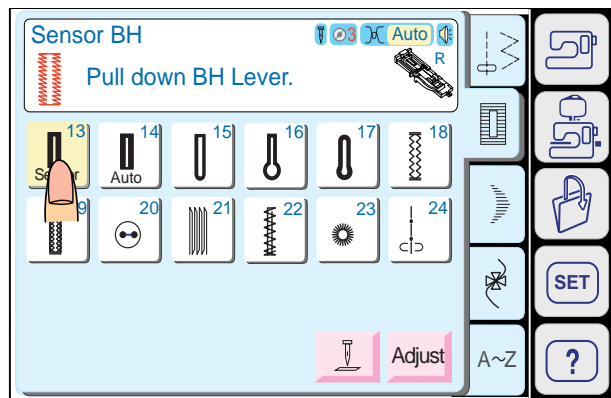 Sensor BH
3 Auto
R
Pull down BH Lever.
13 14 15 16 17 18
Auto
20 21 22 23 24
Adjust
A~Z
SET
?